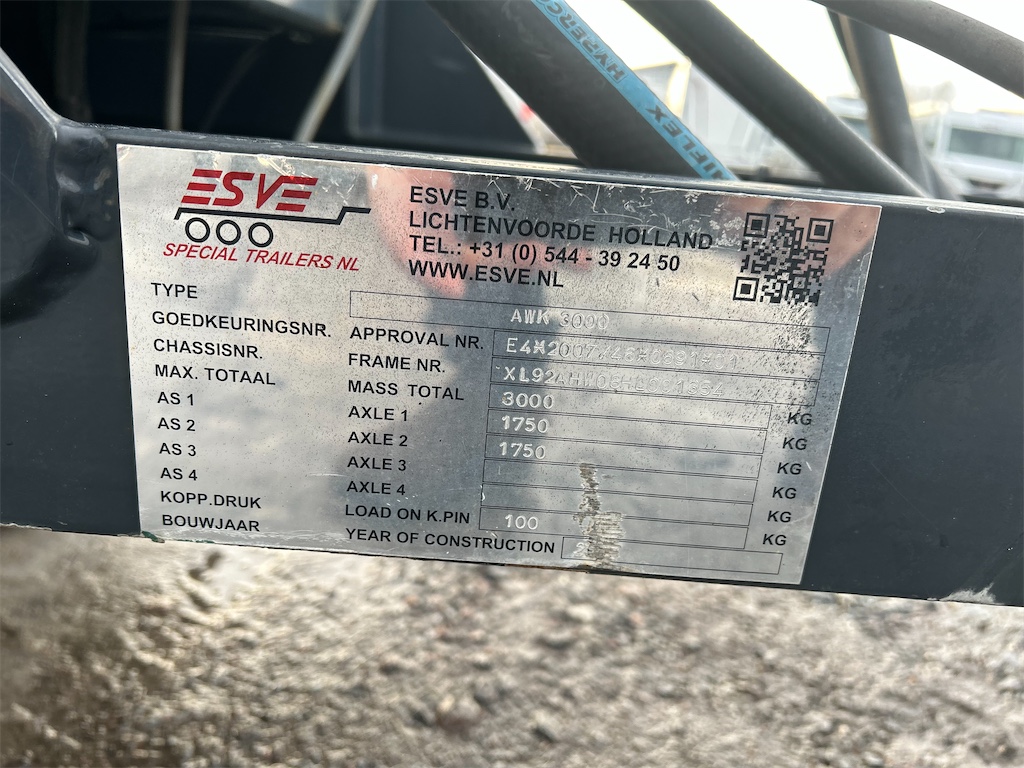 HYPERC
IFLEX
ESVE
SPECIAL TRAILERS NL
ESVE B.V.
LICHTENVOORDE HOLLAND
TEL.: +31 (0) 544 - 39 24 50
WWW.ESVE.NL
TYPE AWK 3000
GOEDKEURINGSNR. APPROVAL NR.
CHASSISNR. FRAME NR.
MAX. TOTAAL MASS TOTAL 3000 KG
AS 1 AXLE 1 1750 KG
AS 2 AXLE 2 1750 KG
AS 3 AXLE 3 KG
AS 4 AXLE 4 KG
KOPP.DRUK LOAD ON K.PIN 100 KG
BOUWJAAR YEAR OF CONSTRUCTION